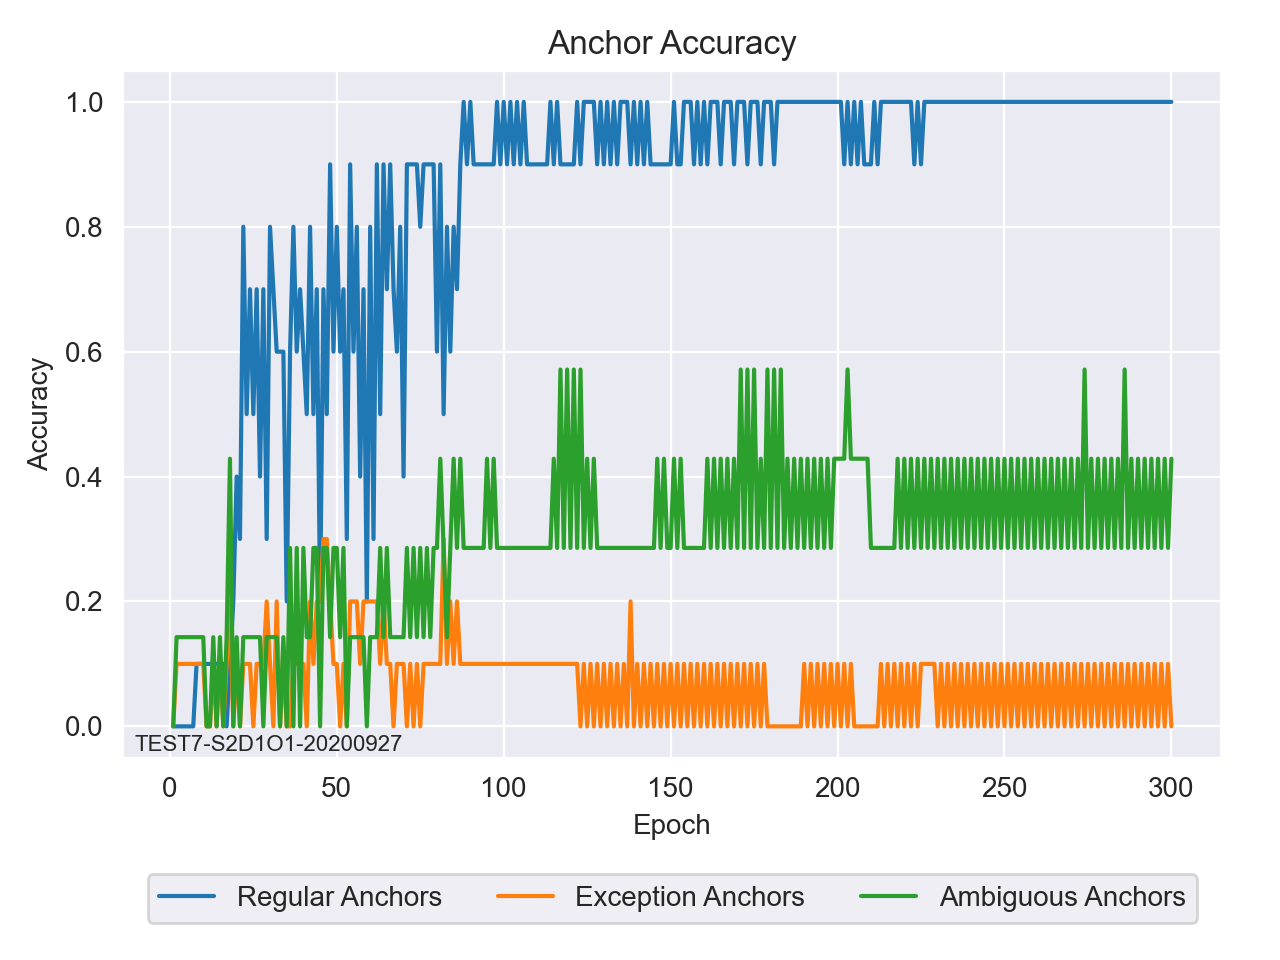 Anchor Accuracy
1.0
0.8
0.6
0.4
0.2
0.0
Accuracy
TEST7-S2D1O1-20200927
0 50 100 150 200 250 300
Epoch
Regular Anchors Exception Anchors Ambiguous Anchors